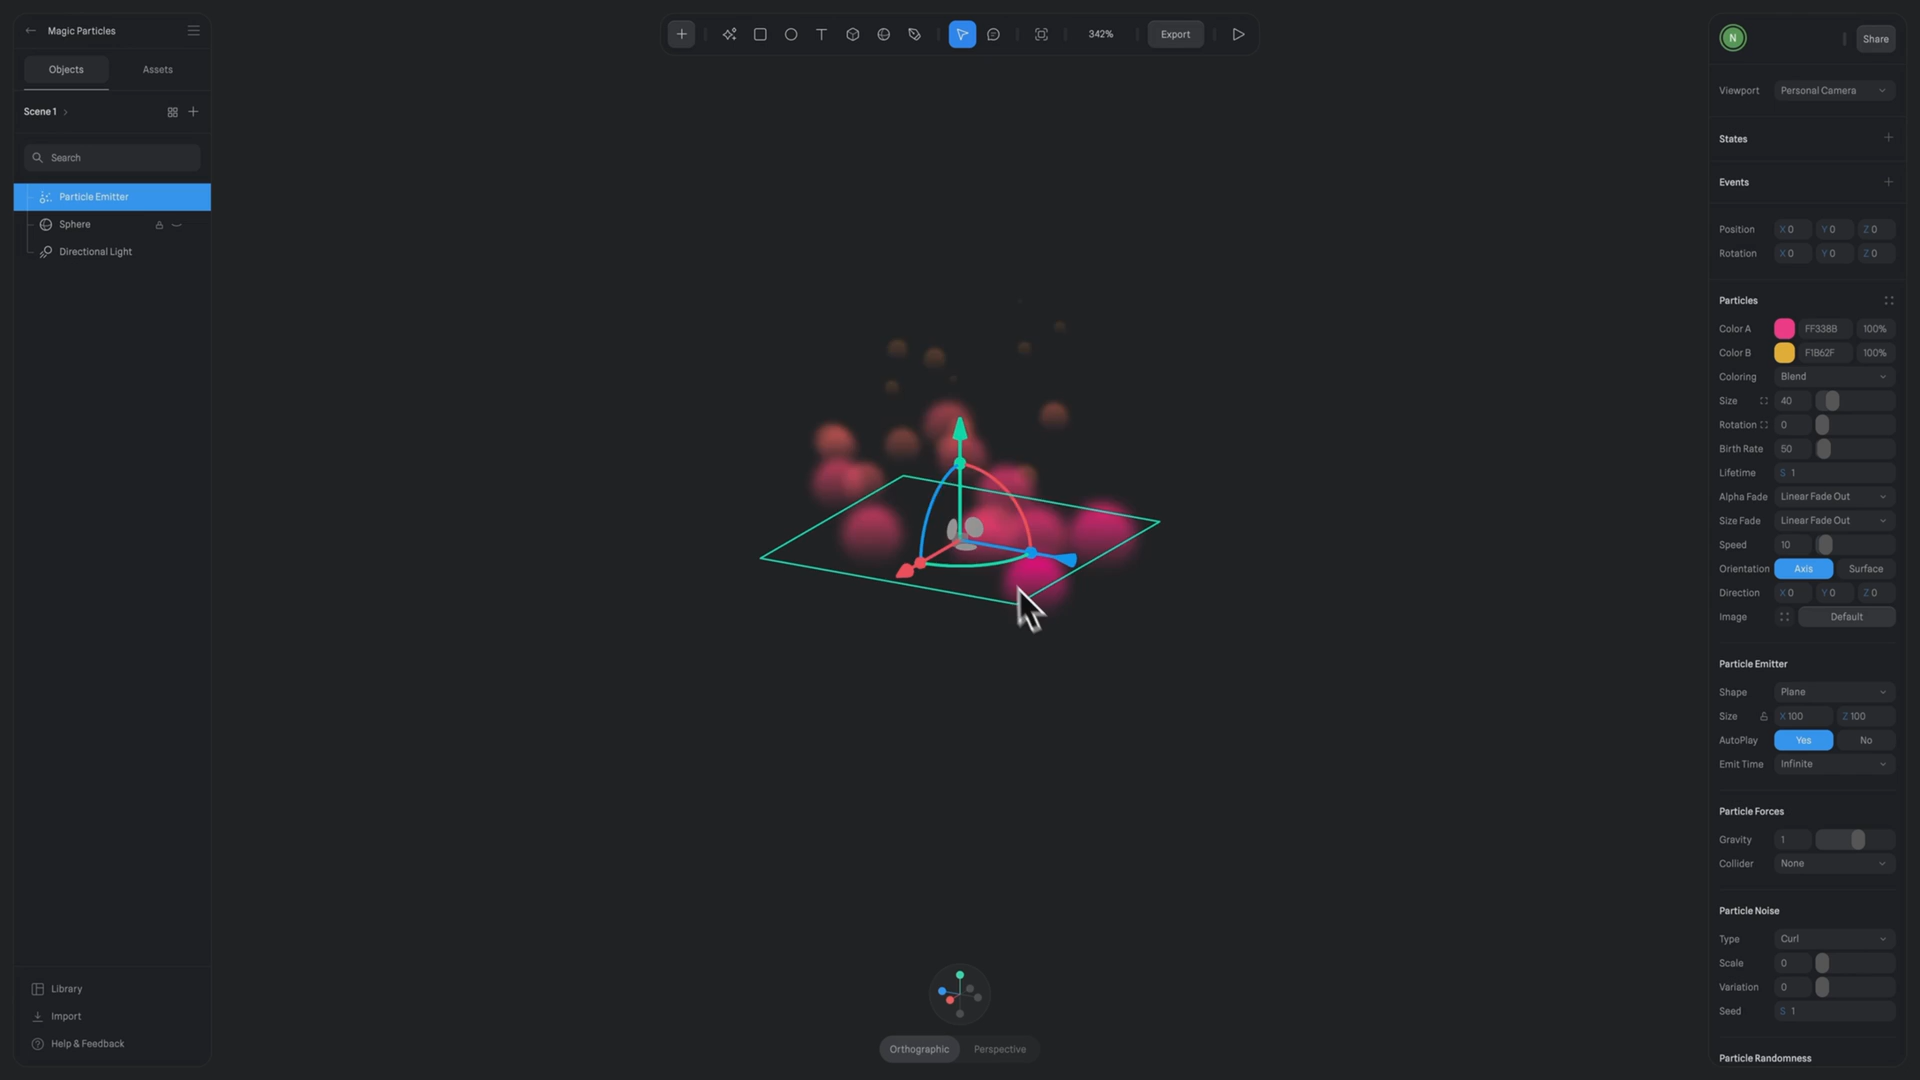 Magic Particles
Objects
Assets
Scene 1
Search
Particle Emitter
Sphere
Directional Light
Library
Import
Help & Feedback
342%
Export
Orthographic
Perspective
N
Share
Viewport
Personal Camera
States
Events
Position
X 0
Y 0
Z 0
Rotation
X 0
Y 0
Z 0
Particles
Color A
FF338B
100%
Color B
F1B62F
100%
Coloring
Blend
Size
40
Rotation
0
Birth Rate
50
Lifetime
S 1
Alpha Fade
Linear Fade Out
Size Fade
Linear Fade Out
Speed
10
Orientation
Axis
Surface
Direction
X 0
Y 0
Z 0
Image
Default
Particle Emitter
Shape
Plane
Size
X 100
Z 100
AutoPlay
Yes
No
Emit Time
Infinite
Particle Forces
Gravity
1
Collider
None
Particle Noise
Type
Curl
Scale
0
Variation
0
Seed
S 1
Particle Randomness